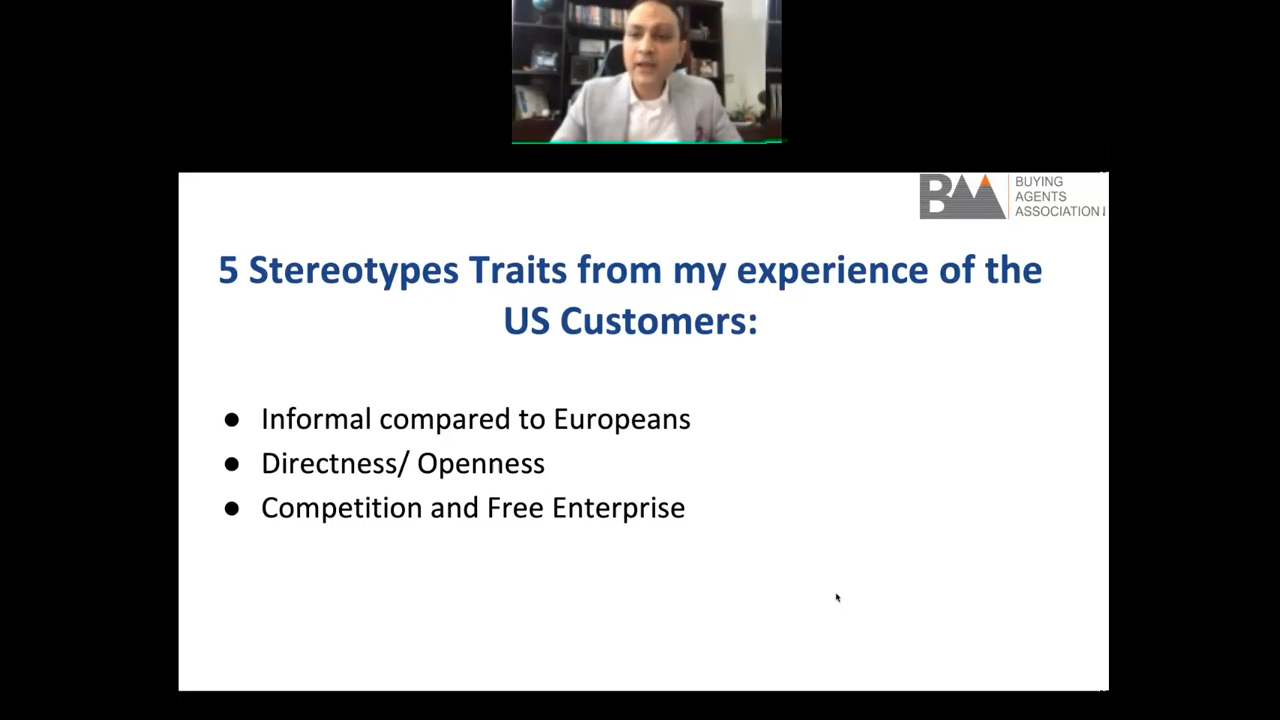 BAA
BUYING
AGENTS
ASSOCIATION
5 Stereotypes Traits from my experience of the
US Customers:
● Informal compared to Europeans
● Directness/ Openness
● Competition and Free Enterprise